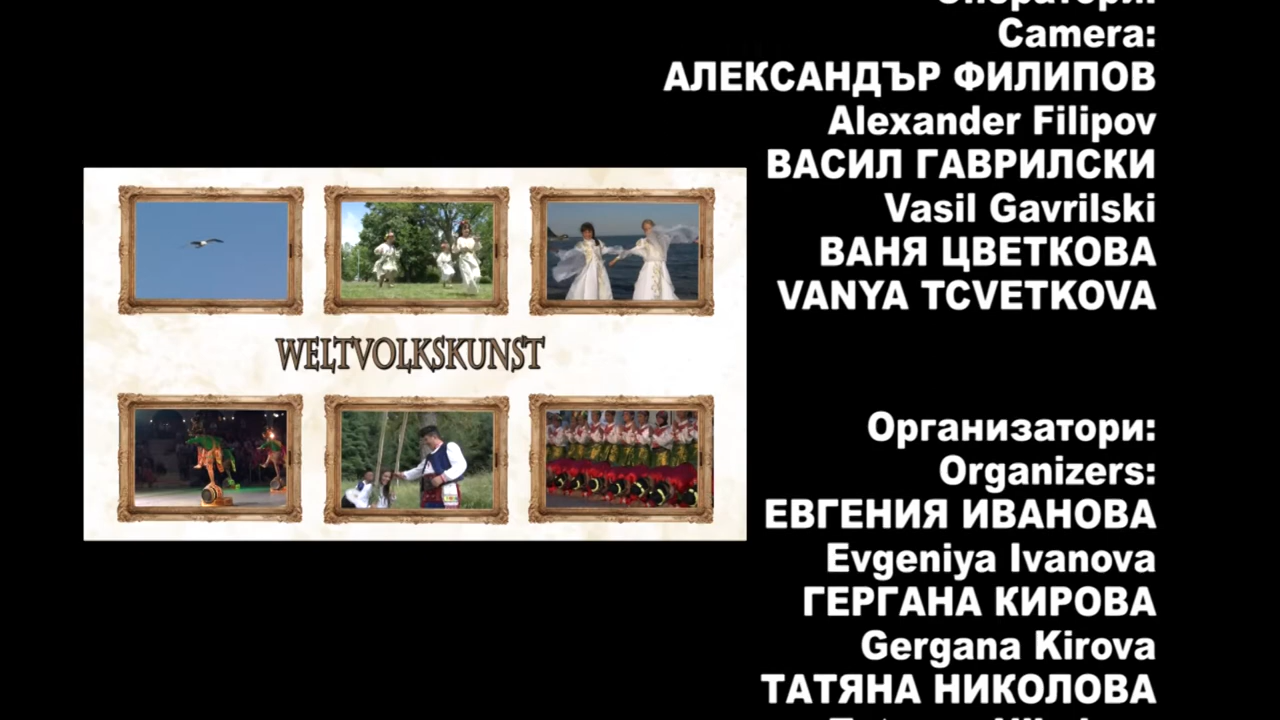 Оператори:
Camera:
АЛЕКСАНДЪР ФИЛИПОВ
Alexander Filipov
ВАСИЛ ГАВРИЛСКИ
Vasil Gavrilski
ВАНЯ ЦВЕТКОВА
VANYA TCVETKOVA
WELTVOLKSKUNST
Организатори:
Organizers:
ЕВГЕНИЯ ИВАНОВА
Evgeniya Ivanova
ГЕРГАНА КИРОВА
Gergana Kirova
ТАТЯНА НИКОЛОВА